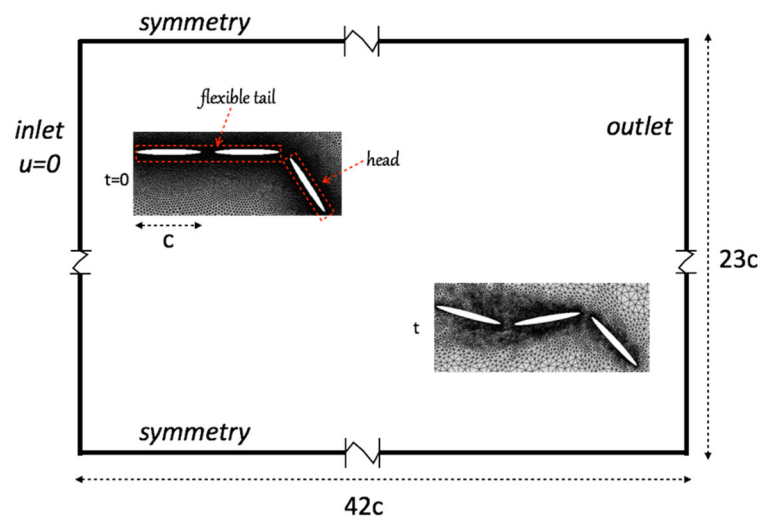 symmetry
flexible tail
inlet
u=0
outlet
head
t=0
C
23c
t
symmetry
42c